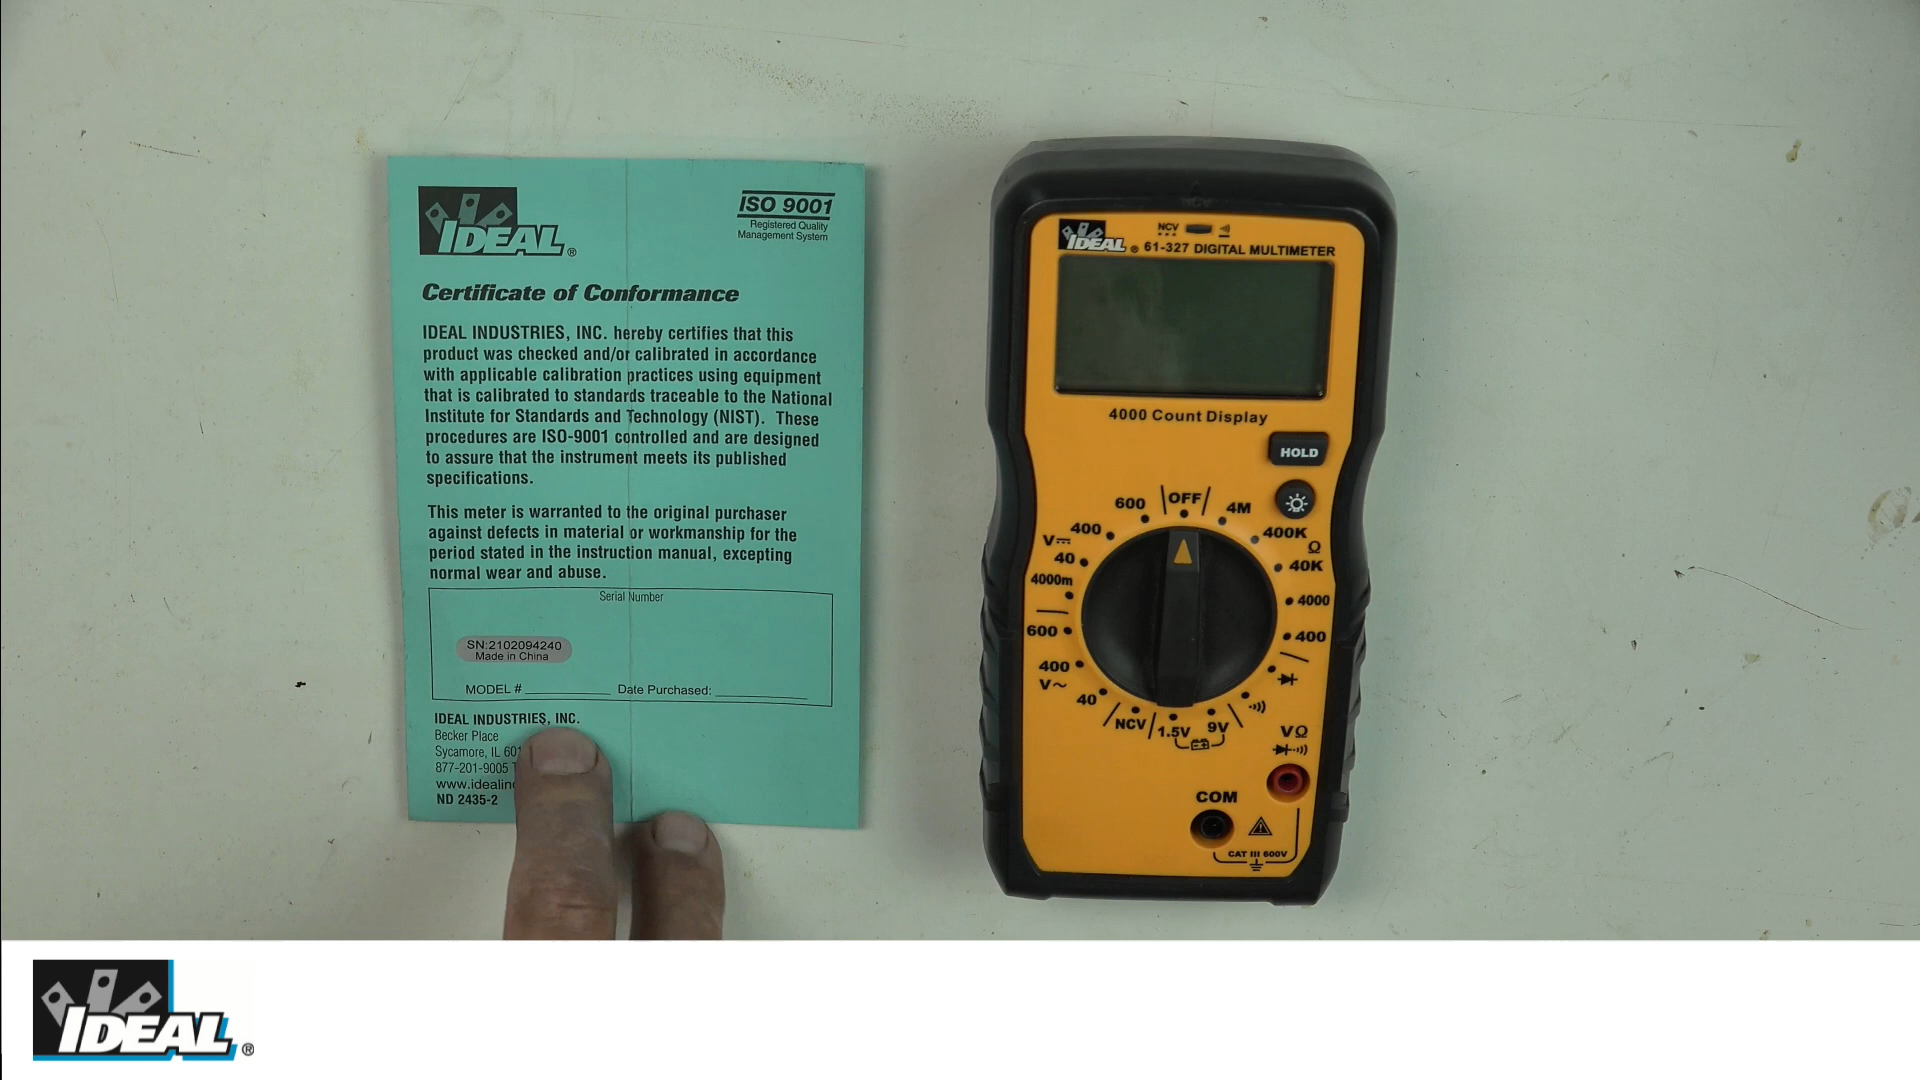 IDEAL®
ISO 9001
Registered Quality
Management System
Certificate of Conformance
IDEAL INDUSTRIES, INC. hereby certifies that this
product was checked and/or calibrated in accordance
with applicable calibration practices using equipment
that is calibrated to standards traceable to the National
Institute for Standards and Technology (NIST). These
procedures are ISO-9001 controlled and are designed
to assure that the instrument meets its published
specifications.
This meter is warranted to the original purchaser
against defects in material or workmanship for the
period stated in the instruction manual, excepting
normal wear and abuse.
Serial Number
SN:2102094240
Made in China
MODEL # Date Purchased:
IDEAL INDUSTRIES, INC.
Becker Place
Sycamore, IL
877-201-9005
ND 2435-2
NCV
IDEAL® 61-327 DIGITAL MULTIMETER
4000 Count Display
HOLD
OFF
4M
400K
Ω
40K
4000
400
9V
1.5V
NCV
40
V~
400
600
4000m
40
V⎓
400
600
VΩ
COM
CAT III 600V
IDEAL®